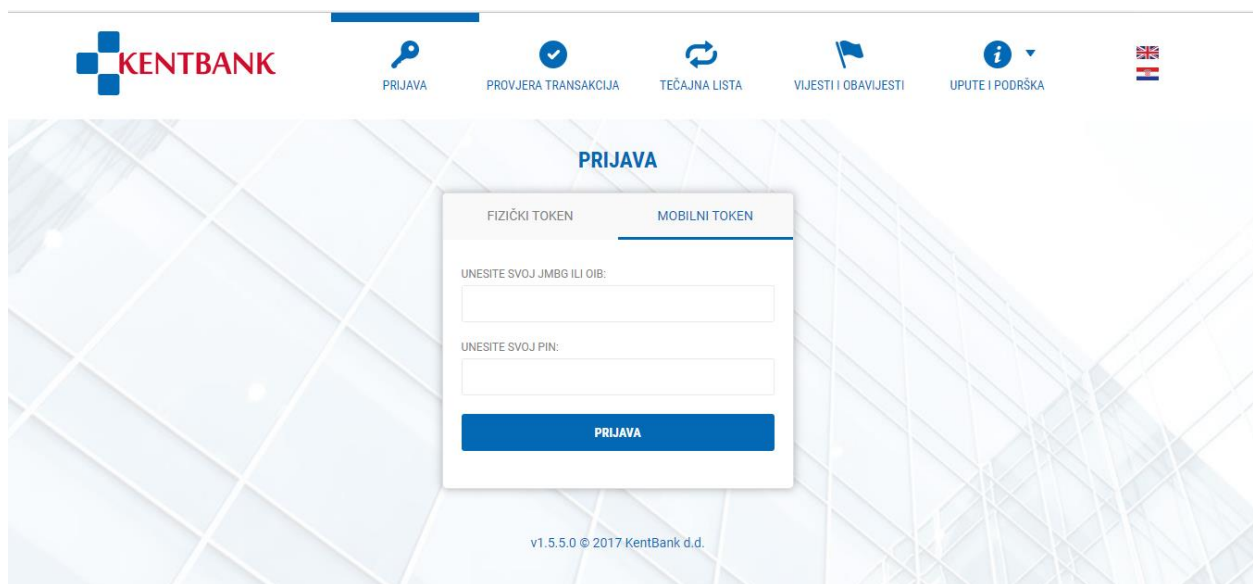 KENTBANK
PRIJAVA
PROVJERA TRANSAKCIJA
TEČAJNA LISTA
VIJESTI I OBAVIJESTI
UPUTE I PODRŠKA
PRIJAVA
FIZIČKI TOKEN
MOBILNI TOKEN
UNESITE SVOJ JMBG ILI OIB:
UNESITE SVOJ PIN:
PRIJAVA
v1.5.5.0 © 2017 KentBank d.d.